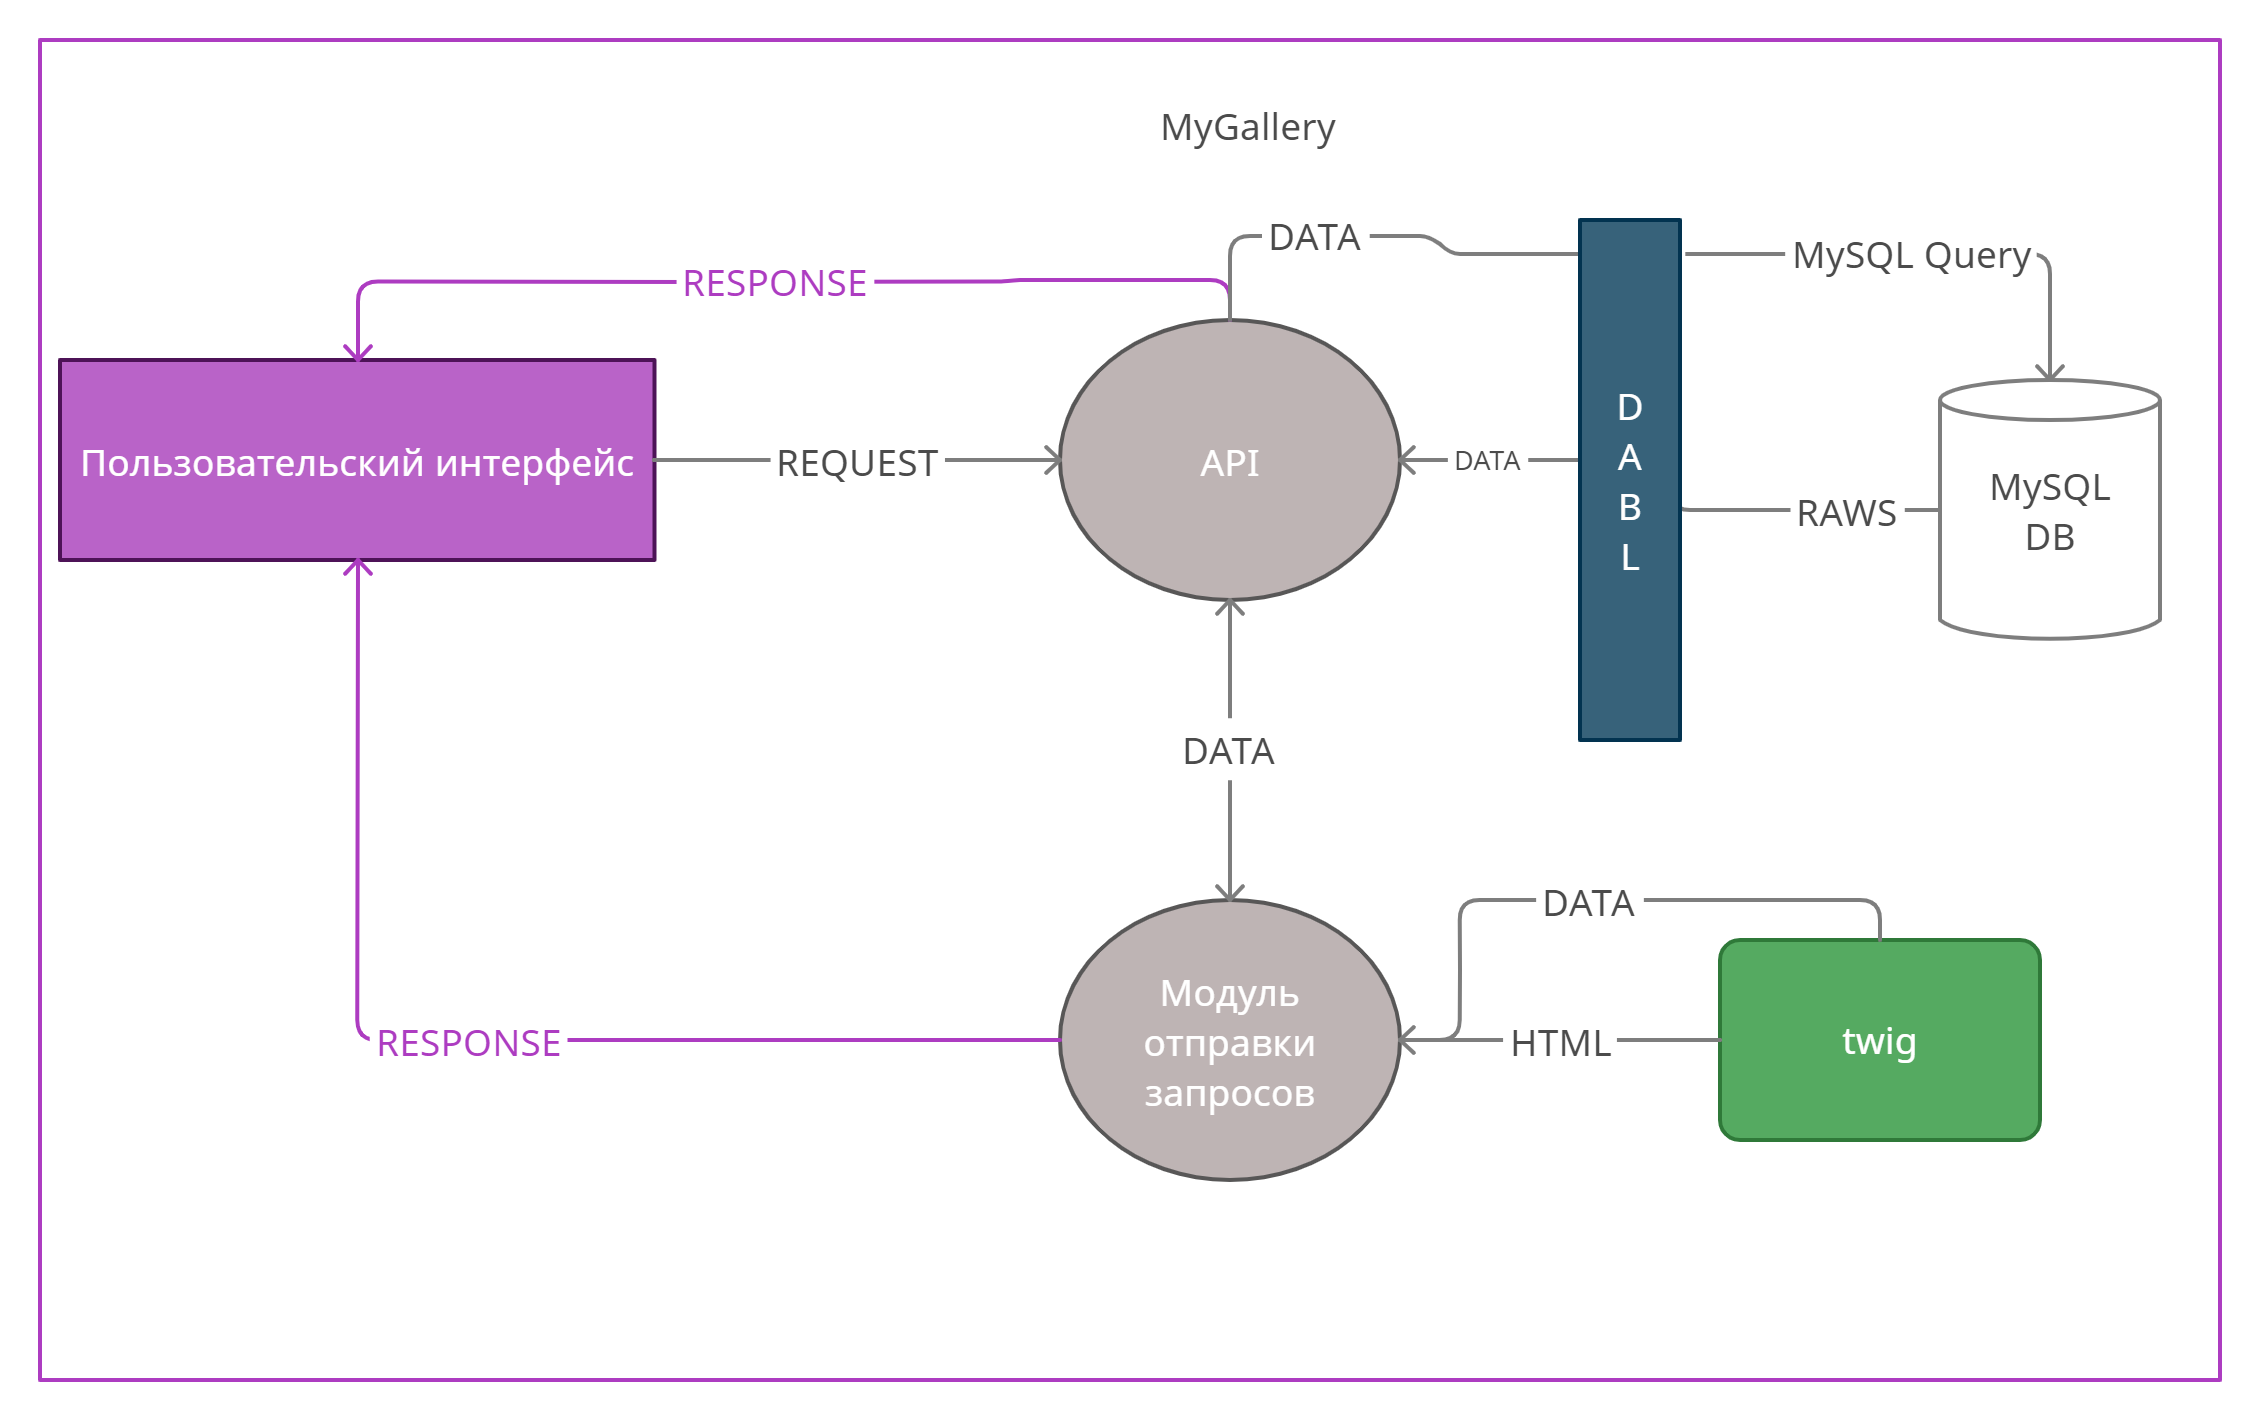 MyGallery
DATA
RESPONSE
MySQL Query
Пользовательский интерфейс
REQUEST
API
DATA
D
A
B
L
RAWS
MySQL
DB
DATA
DATA
RESPONSE
Модуль
отправки
запросов
HTML
twig